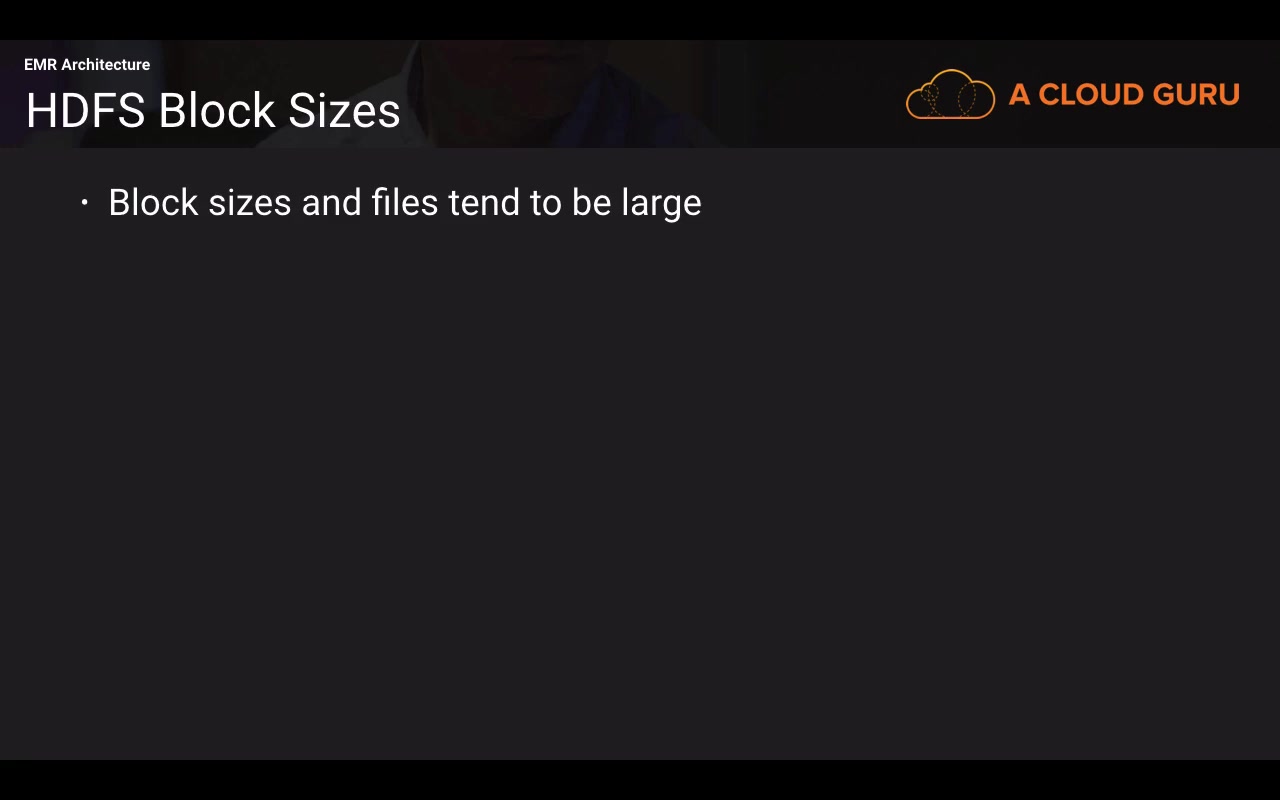 EMR Architecture
HDFS Block Sizes
A CLOUD GURU
· Block sizes and files tend to be large